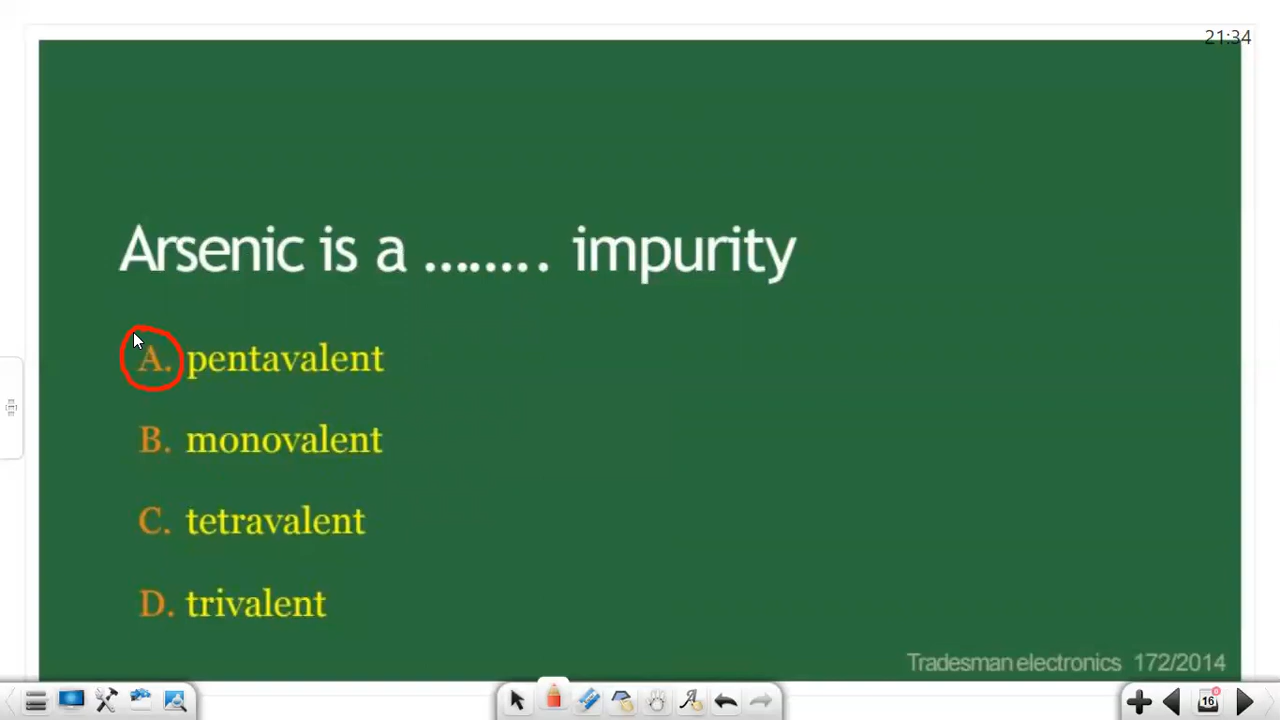 21:34
Arsenic is a …….. impurity
A. pentavalent
B. monovalent
C. tetravalent
D. trivalent
Tradesman electronics 172/2014
16